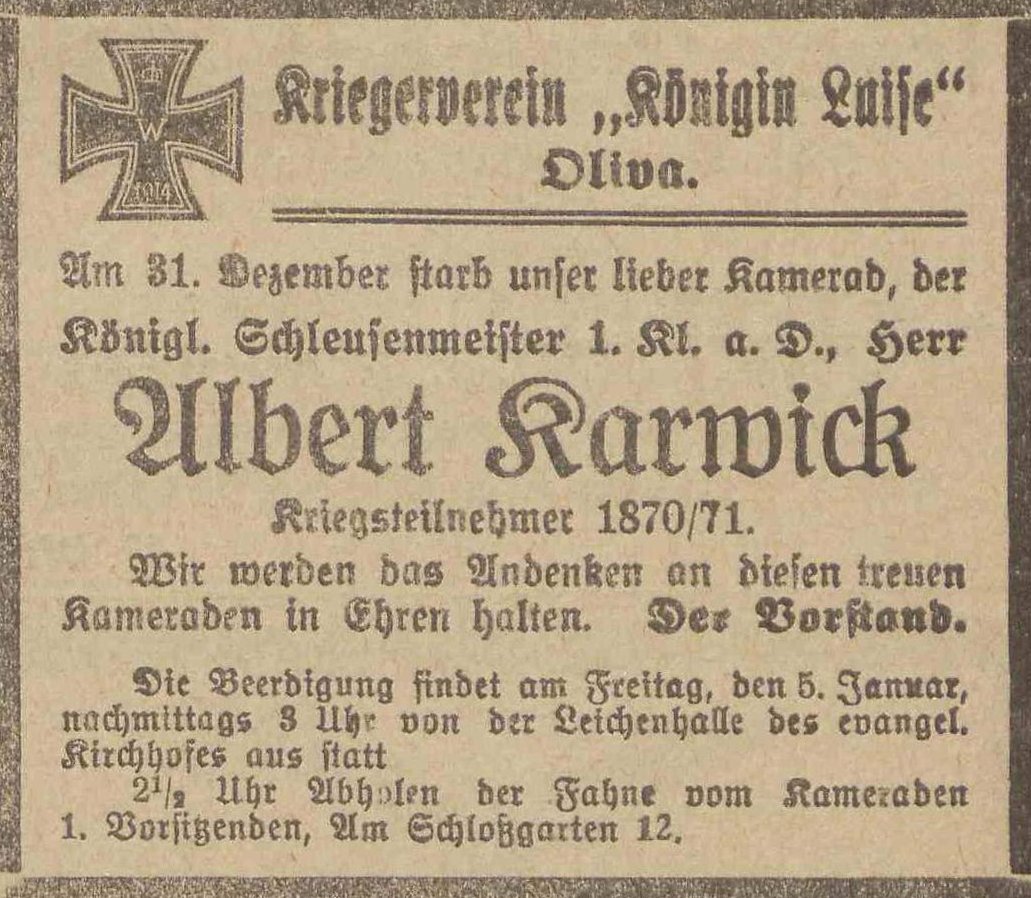 W
1914
Kriegerverein „Königin Luise“
Oliva.
Am 31. Dezember starb unser lieber Kamerad, der
Königl. Schleusenmeister 1. Kl. a. D., Herr
Albert Karwick
Kriegsteilnehmer 1870/71.
Wir werden das Andenken an diesen treuen
Kameraden in Ehren halten. Der Vorstand.
Die Beerdigung findet am Freitag, den 5. Januar,
nachmittags 3 Uhr von der Leichenhalle des evangel.
Kirchhofes aus statt
2½ Uhr Abholen der Fahne vom Kameraden
1. Vorsitzenden, Am Schloßgarten 12.